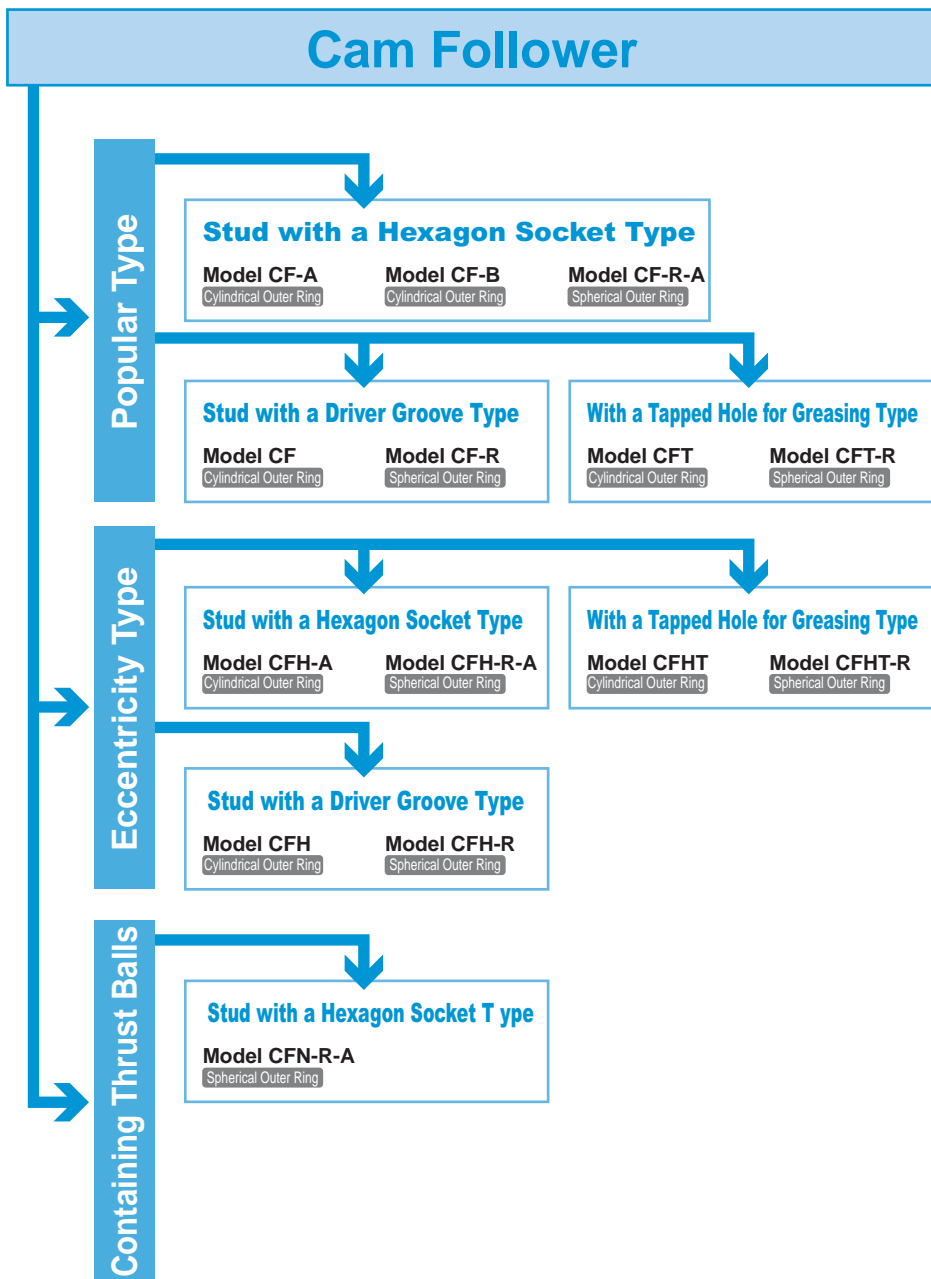 Cam Follower
Popular Type
Stud with a Hexagon Socket Type
Model CF-A Model CF-B Model CF-R-A
Cylindrical Outer Ring Cylindrical Outer Ring Spherical Outer Ring
Stud with a Driver Groove Type
Model CF Model CF-R
Cylindrical Outer Ring Spherical Outer Ring
With a Tapped Hole for Greasing Type
Model CFT Model CFT-R
Cylindrical Outer Ring Spherical Outer Ring
Eccentricity Type
Stud with a Hexagon Socket Type
Model CFH-A Model CFH-R-A
Cylindrical Outer Ring Spherical Outer Ring
With a Tapped Hole for Greasing Type
Model CFHT Model CFHT-R
Cylindrical Outer Ring Spherical Outer Ring
Stud with a Driver Groove Type
Model CFH Model CFH-R
Cylindrical Outer Ring Spherical Outer Ring
Containing Thrust Balls
Stud with a Hexagon Socket T ype
Model CFN-R-A
Spherical Outer Ring